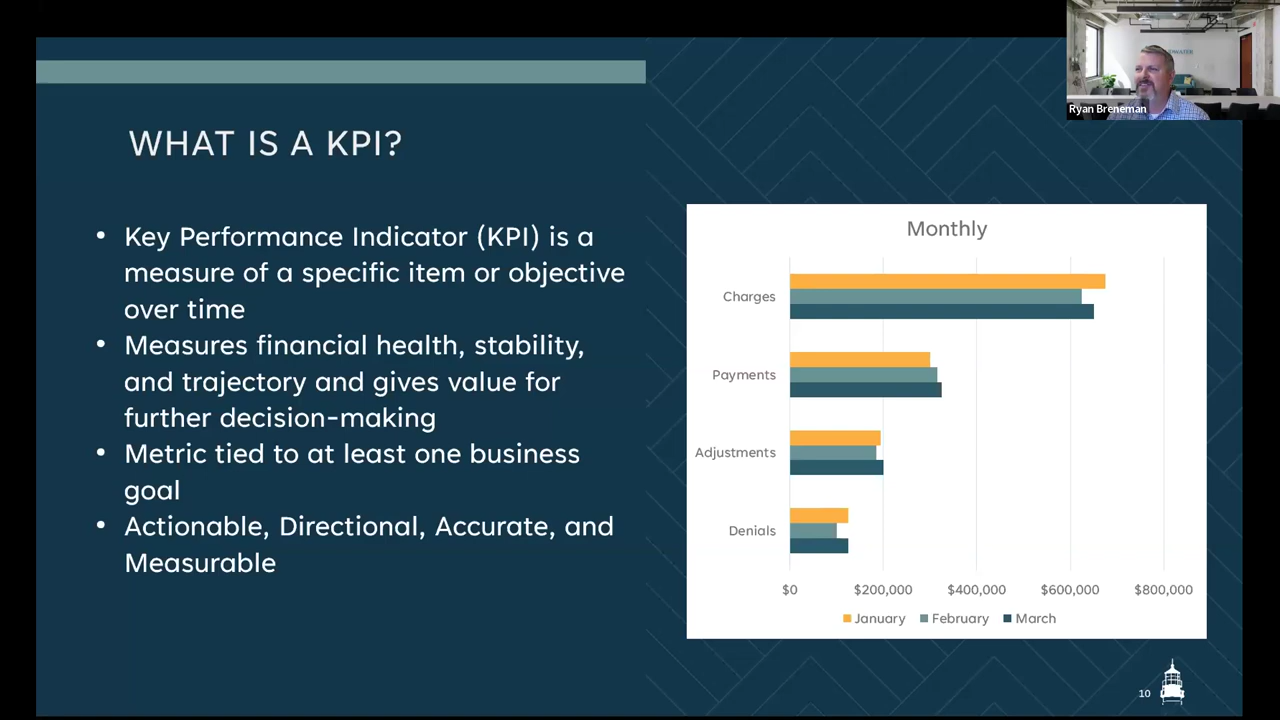 WHAT IS A KPI?
• Key Performance Indicator (KPI) is a
measure of a specific item or objective
over time
• Measures financial health, stability,
and trajectory and gives value for
further decision-making
• Metric tied to at least one business
goal
• Actionable, Directional, Accurate, and
Measurable
Monthly
Charges
Payments
Adjustments
Denials
$0 $200,000 $400,000 $600,000 $800,000
January February March
10
Ryan Breneman